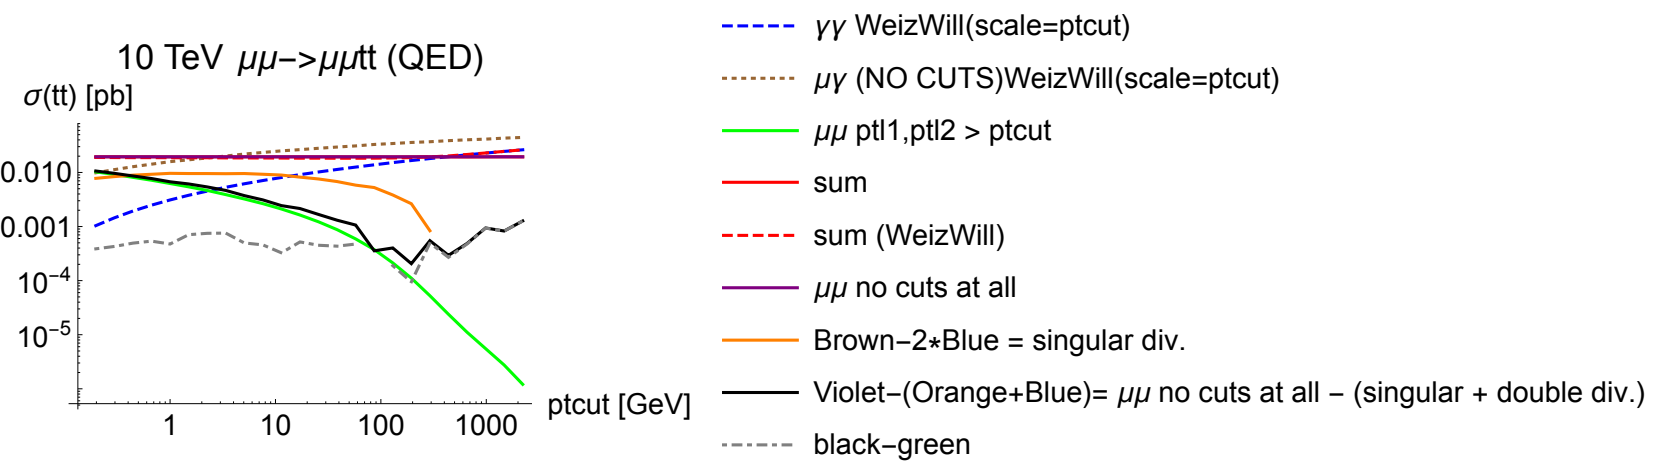 10 TeV μμ−>μμtt (QED)
σ(tt) [pb]
0.010
0.001
10⁻⁴
10⁻⁵
1
10
100
1000
ptcut [GeV]
γγ WeizWill(scale=ptcut)
μγ (NO CUTS)WeizWill(scale=ptcut)
μμ ptl1,ptl2 > ptcut
sum
sum (WeizWill)
μμ no cuts at all
Brown−2*Blue = singular div.
Violet−(Orange+Blue)= μμ no cuts at all − (singular + double div.)
black−green